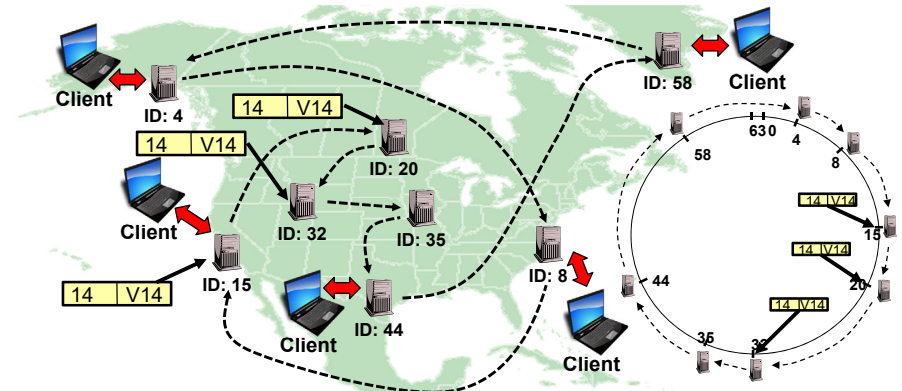 Client
ID: 4
ID: 58
Client
14 V14
ID: 20
14 V14
Client
ID: 32
ID: 35
ID: 15
14 V14
ID: 8
Client
ID: 44
Client
63 0
4
58
8
14 V14
15
14 V14
20
44
14 V14
35
32